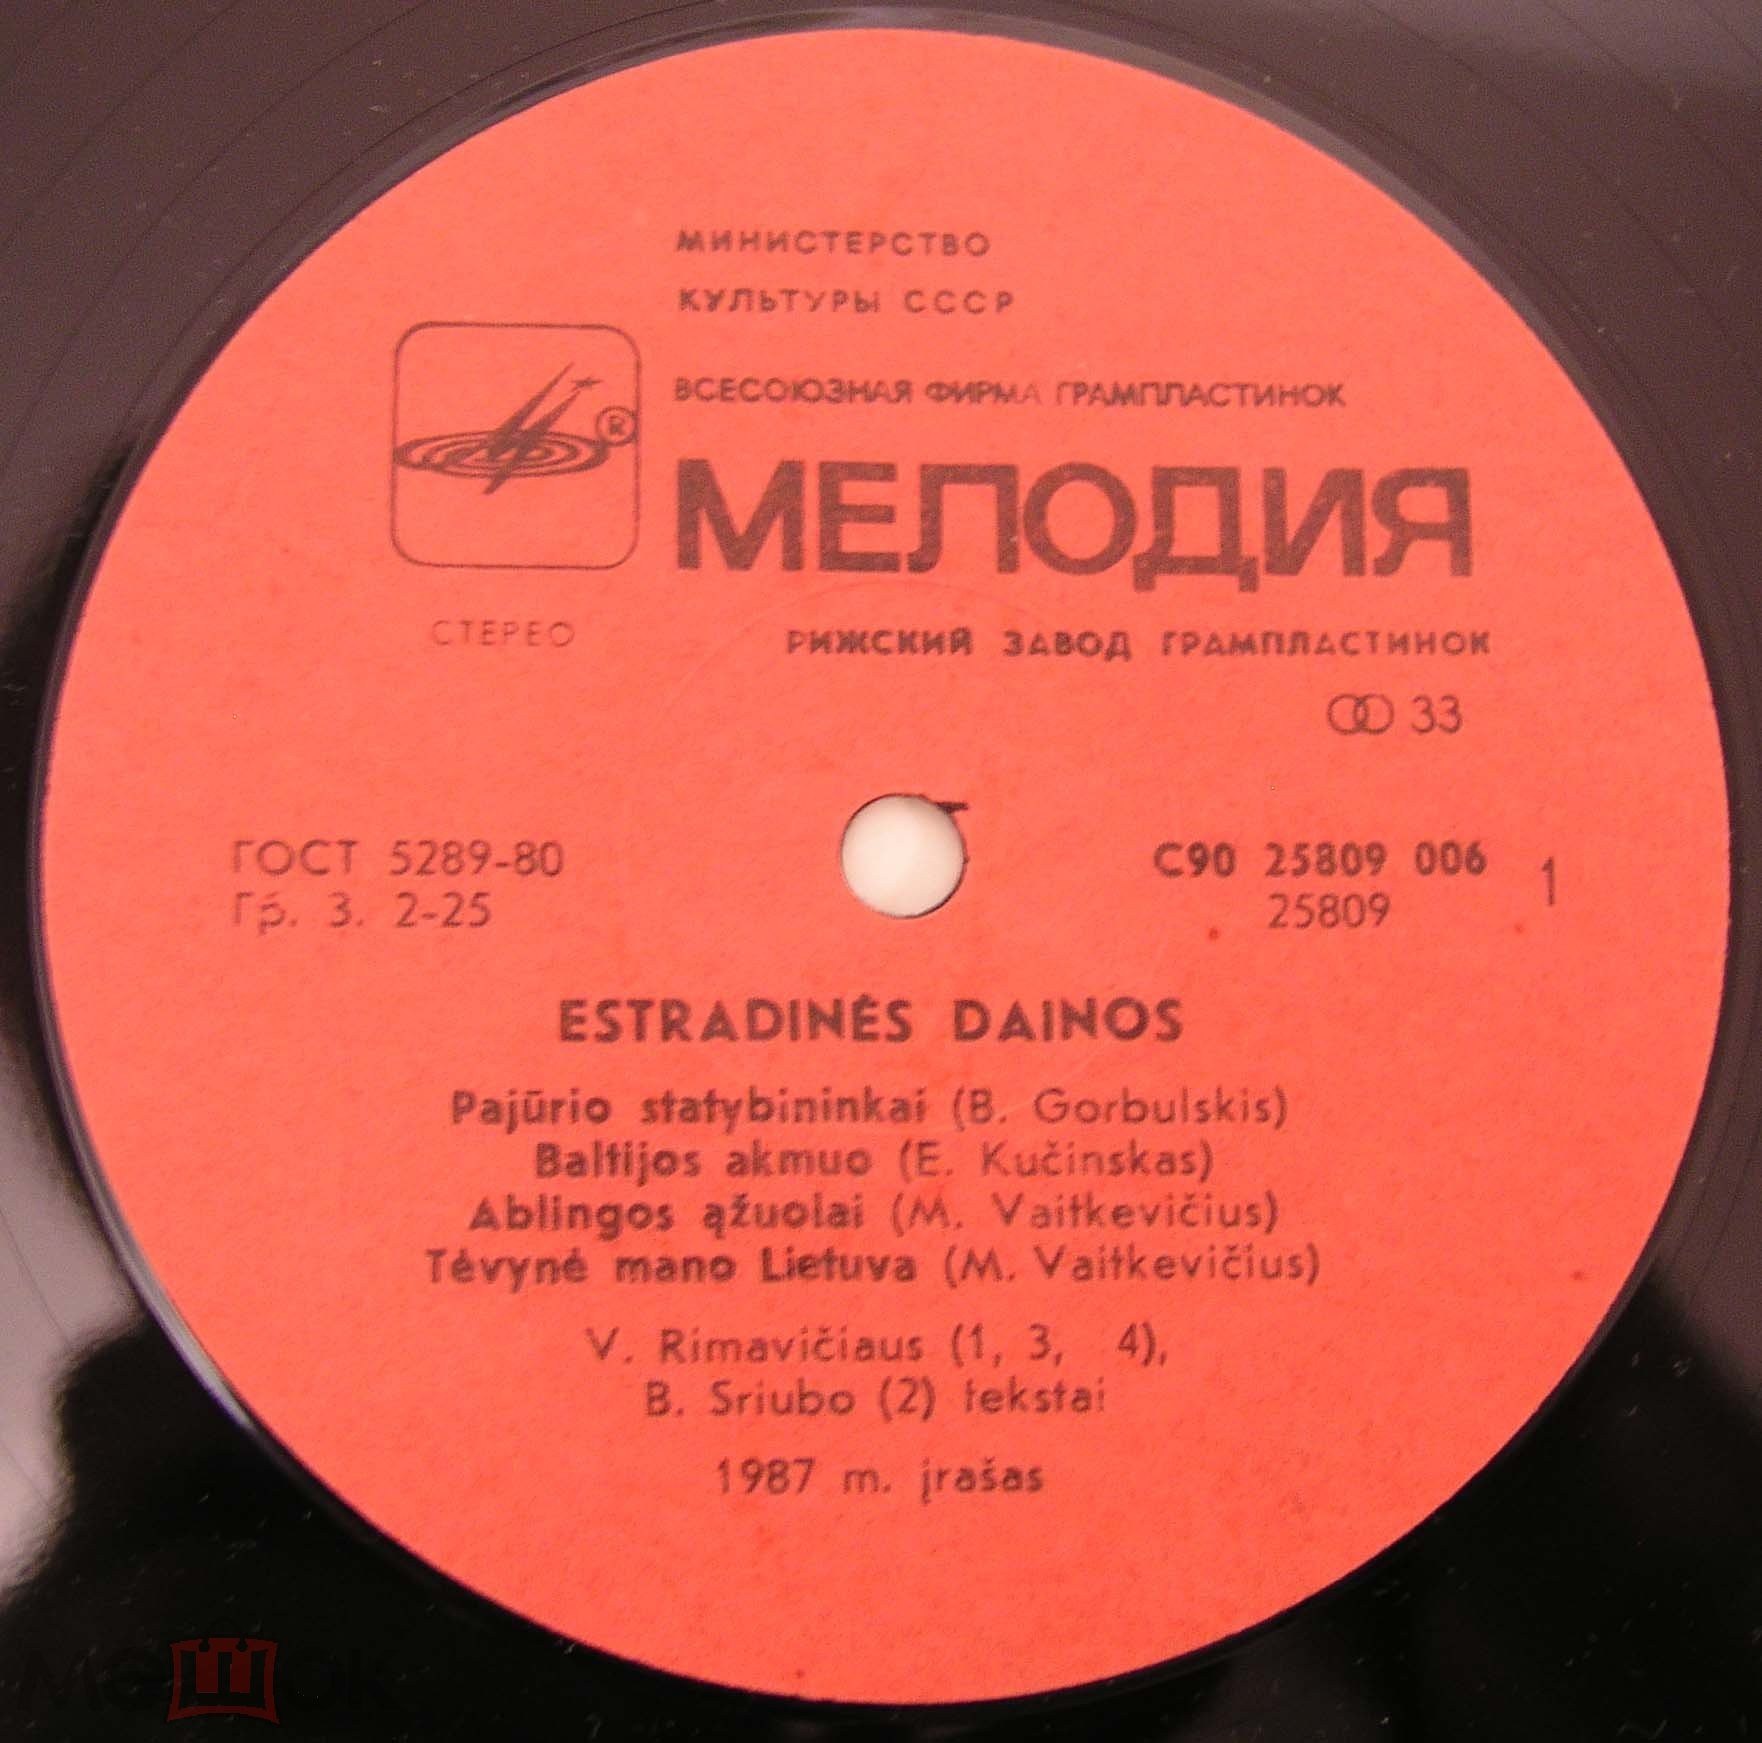 МИНИСТЕРСТВО
КУЛЬТУРЫ СССР
ВСЕСОЮЗНАЯ ФИРМА ГРАМПЛАСТИНОК
®
МЕЛОДИЯ
СТЕРЕО
РИЖСКИЙ ЗАВОД ГРАМПЛАСТИНОК
33
ГОСТ 5289-80
Гр. 3. 2-25
С90 25809 006
25809
1
ESTRADINĖS DAINOS
Pajūrio statybininkai (B. Gorbulskis)
Baltijos akmuo (E. Kučinskas)
Ablingos ąžuolai (M. Vaitkevičius)
Tėvynė mano Lietuva (M. Vaitkevičius)
V. Rimavičiaus (1, 3, 4),
B. Sriubo (2) tekstai
1987 m. įrašas
мешок